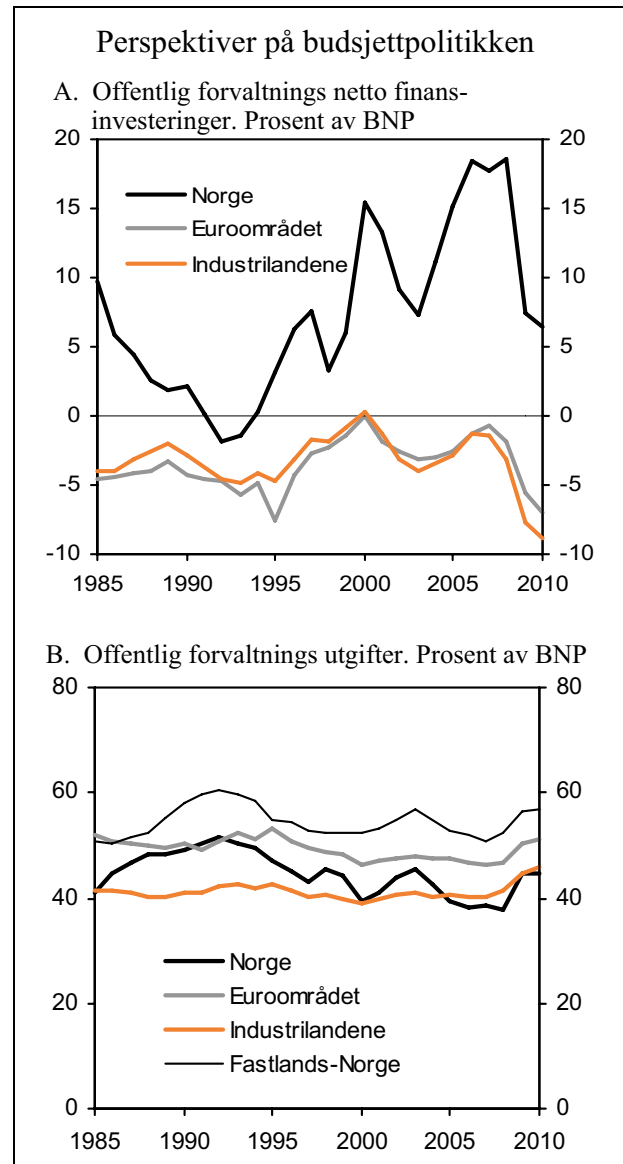 Perspektiver på budsjettpolitikken
A. Offentlig forvaltnings netto finans-
investeringer. Prosent av BNP
20 20
15 15
10 10
5 5
0 0
-5 -5
-10 -10
Norge
Euroområdet
Industrilandene
1985 1990 1995 2000 2005 2010
B. Offentlig forvaltnings utgifter. Prosent av BNP
80 80
60 60
40 40
20 20
0 0
Norge
Euroområdet
Industrilandene
Fastlands-Norge
1985 1990 1995 2000 2005 2010